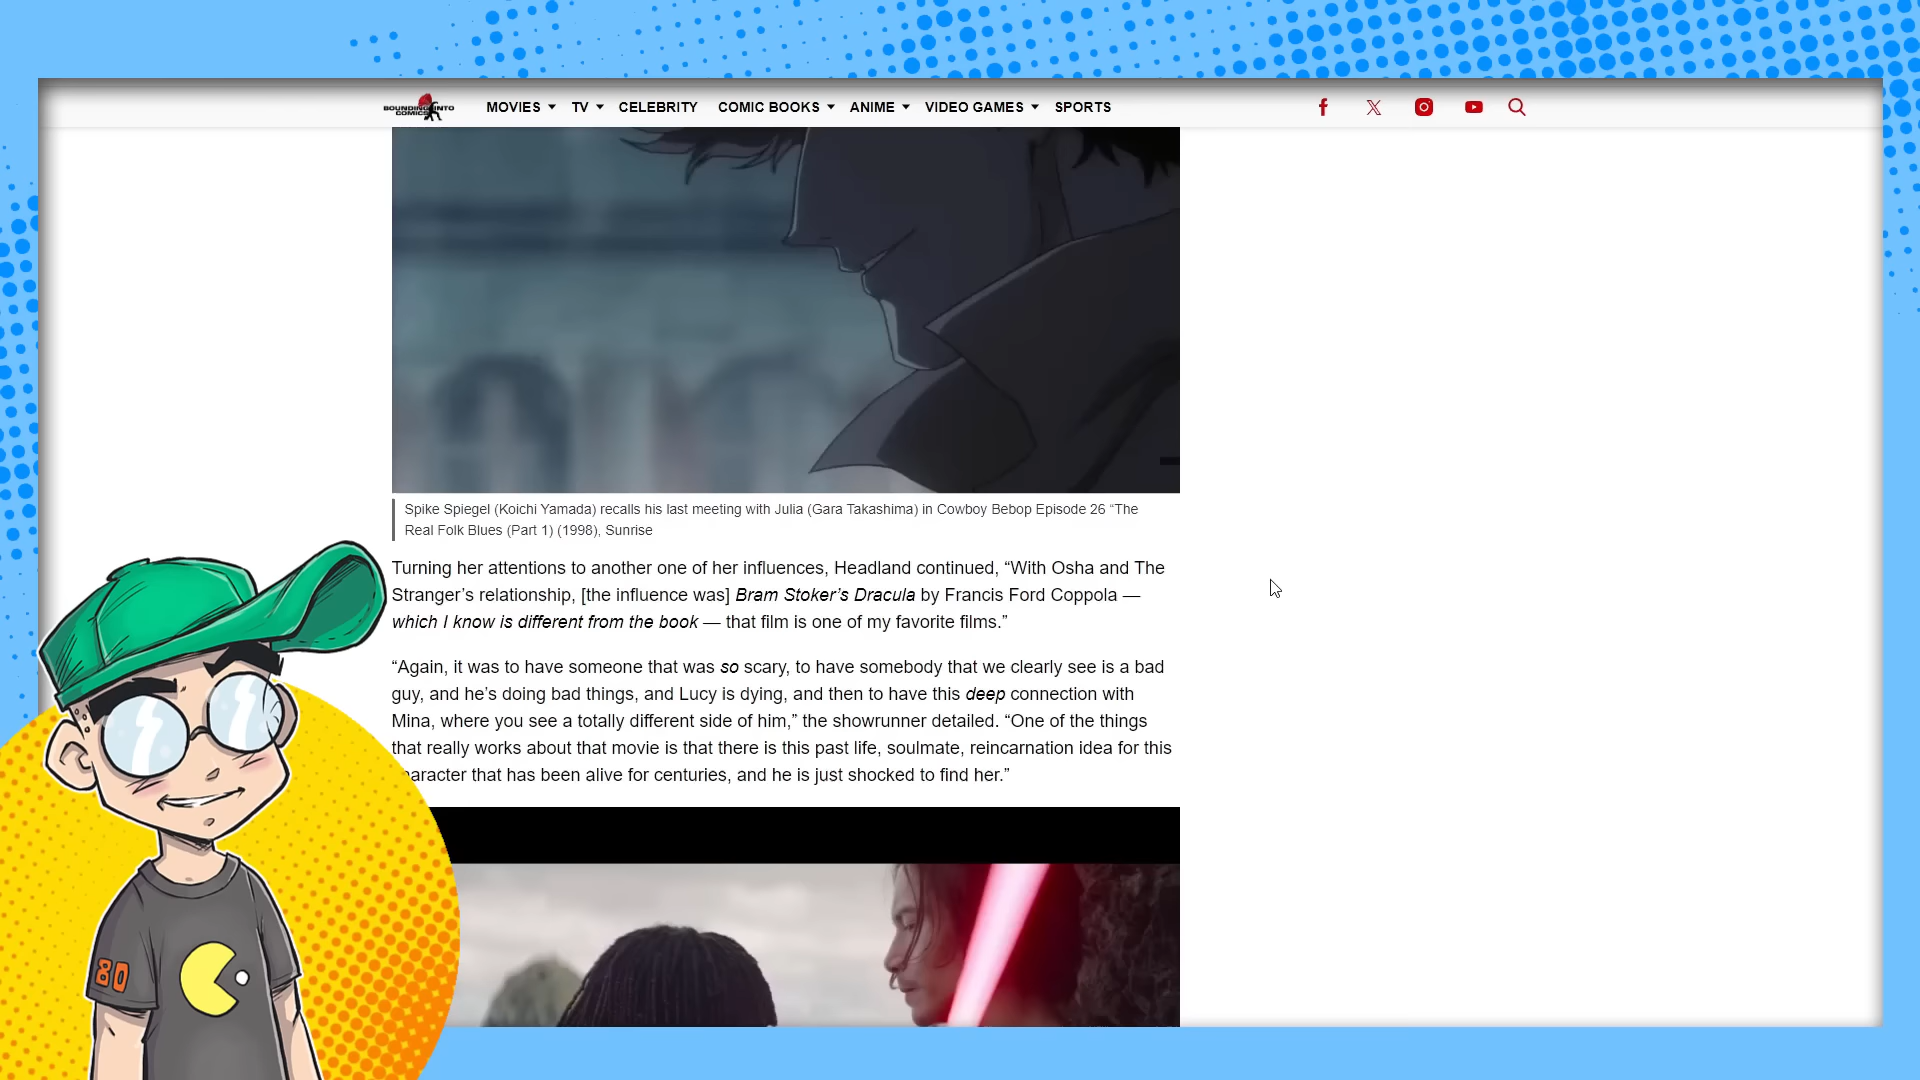 BOUNDING INTO
COMICS
MOVIES TV CELEBRITY COMIC BOOKS ANIME VIDEO GAMES SPORTS
Spike Spiegel (Koichi Yamada) recalls his last meeting with Julia (Gara Takashima) in Cowboy Bebop Episode 26 “The
Real Folk Blues (Part 1) (1998), Sunrise
Turning her attentions to another one of her influences, Headland continued, “With Osha and The
Stranger’s relationship, [the influence was] Bram Stoker’s Dracula by Francis Ford Coppola —
which I know is different from the book — that film is one of my favorite films.”
“Again, it was to have someone that was so scary, to have somebody that we clearly see is a bad
guy, and he’s doing bad things, and Lucy is dying, and then to have this deep connection with
Mina, where you see a totally different side of him,” the showrunner detailed. “One of the things
that really works about that movie is that there is this past life, soulmate, reincarnation idea for this
aracter that has been alive for centuries, and he is just shocked to find her.”
80